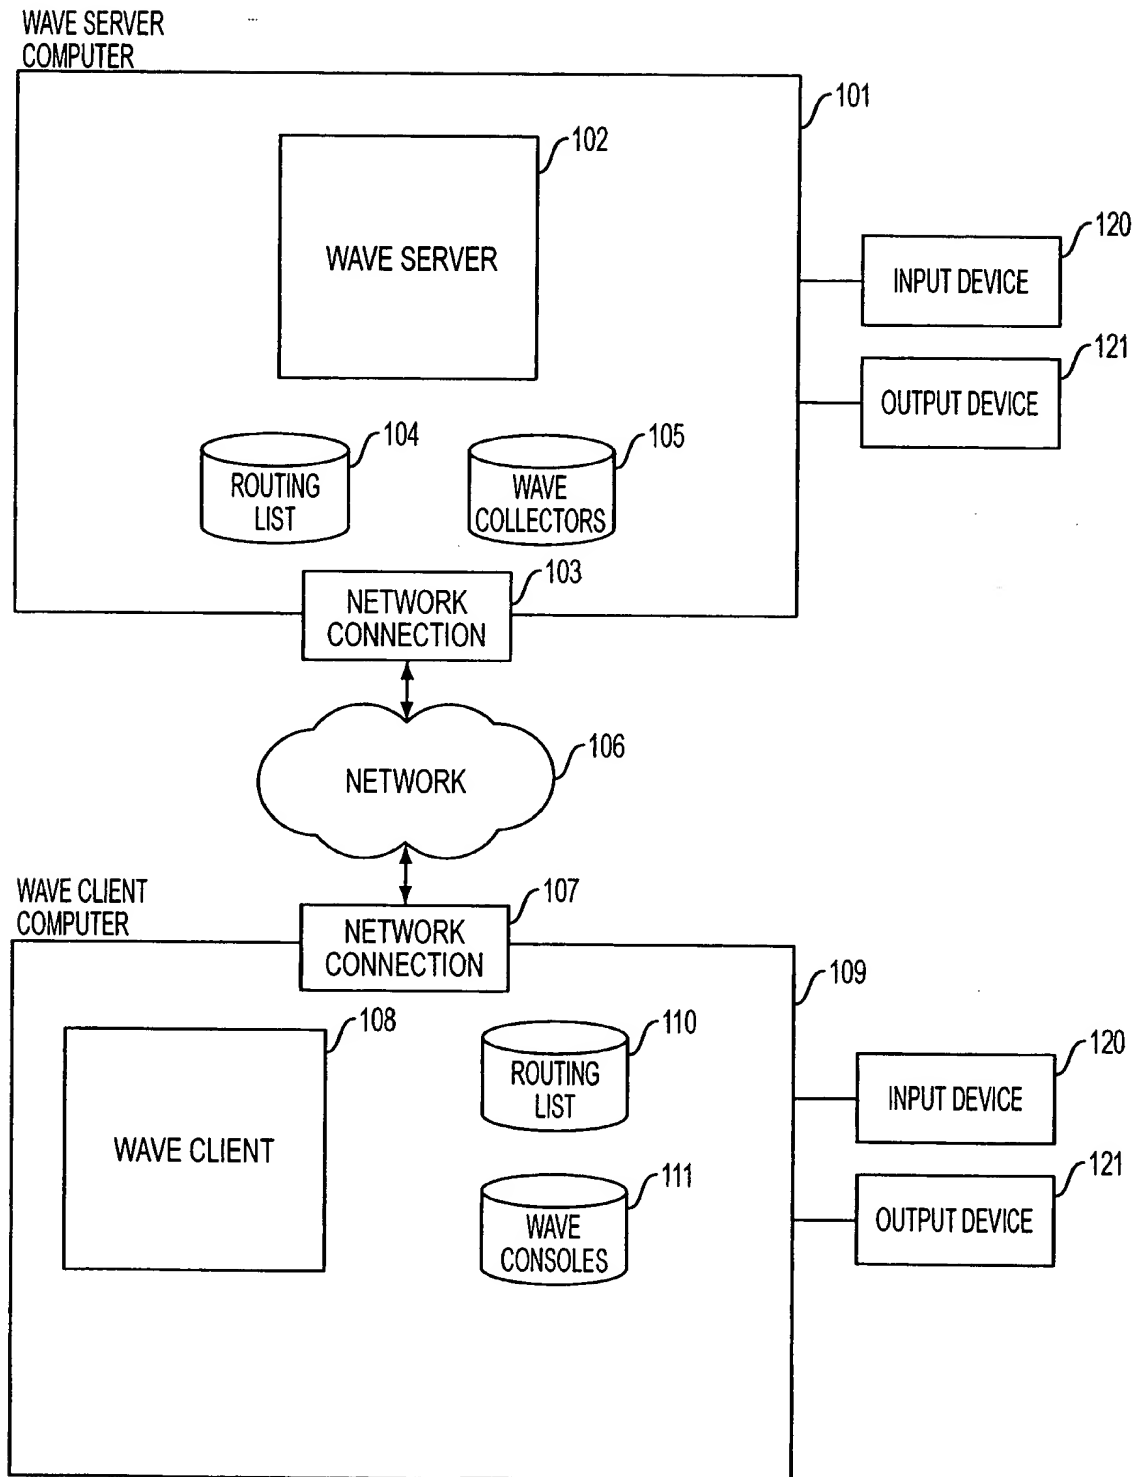 WAVE SERVER
COMPUTER
101
102
WAVE SERVER
120
INPUT DEVICE
121
OUTPUT DEVICE
104
ROUTING
LIST
105
WAVE
COLLECTORS
103
NETWORK
CONNECTION
106
NETWORK
WAVE CLIENT
COMPUTER
107
NETWORK
CONNECTION
109
108
WAVE CLIENT
110
ROUTING
LIST
120
INPUT DEVICE
111
WAVE
CONSOLES
121
OUTPUT DEVICE